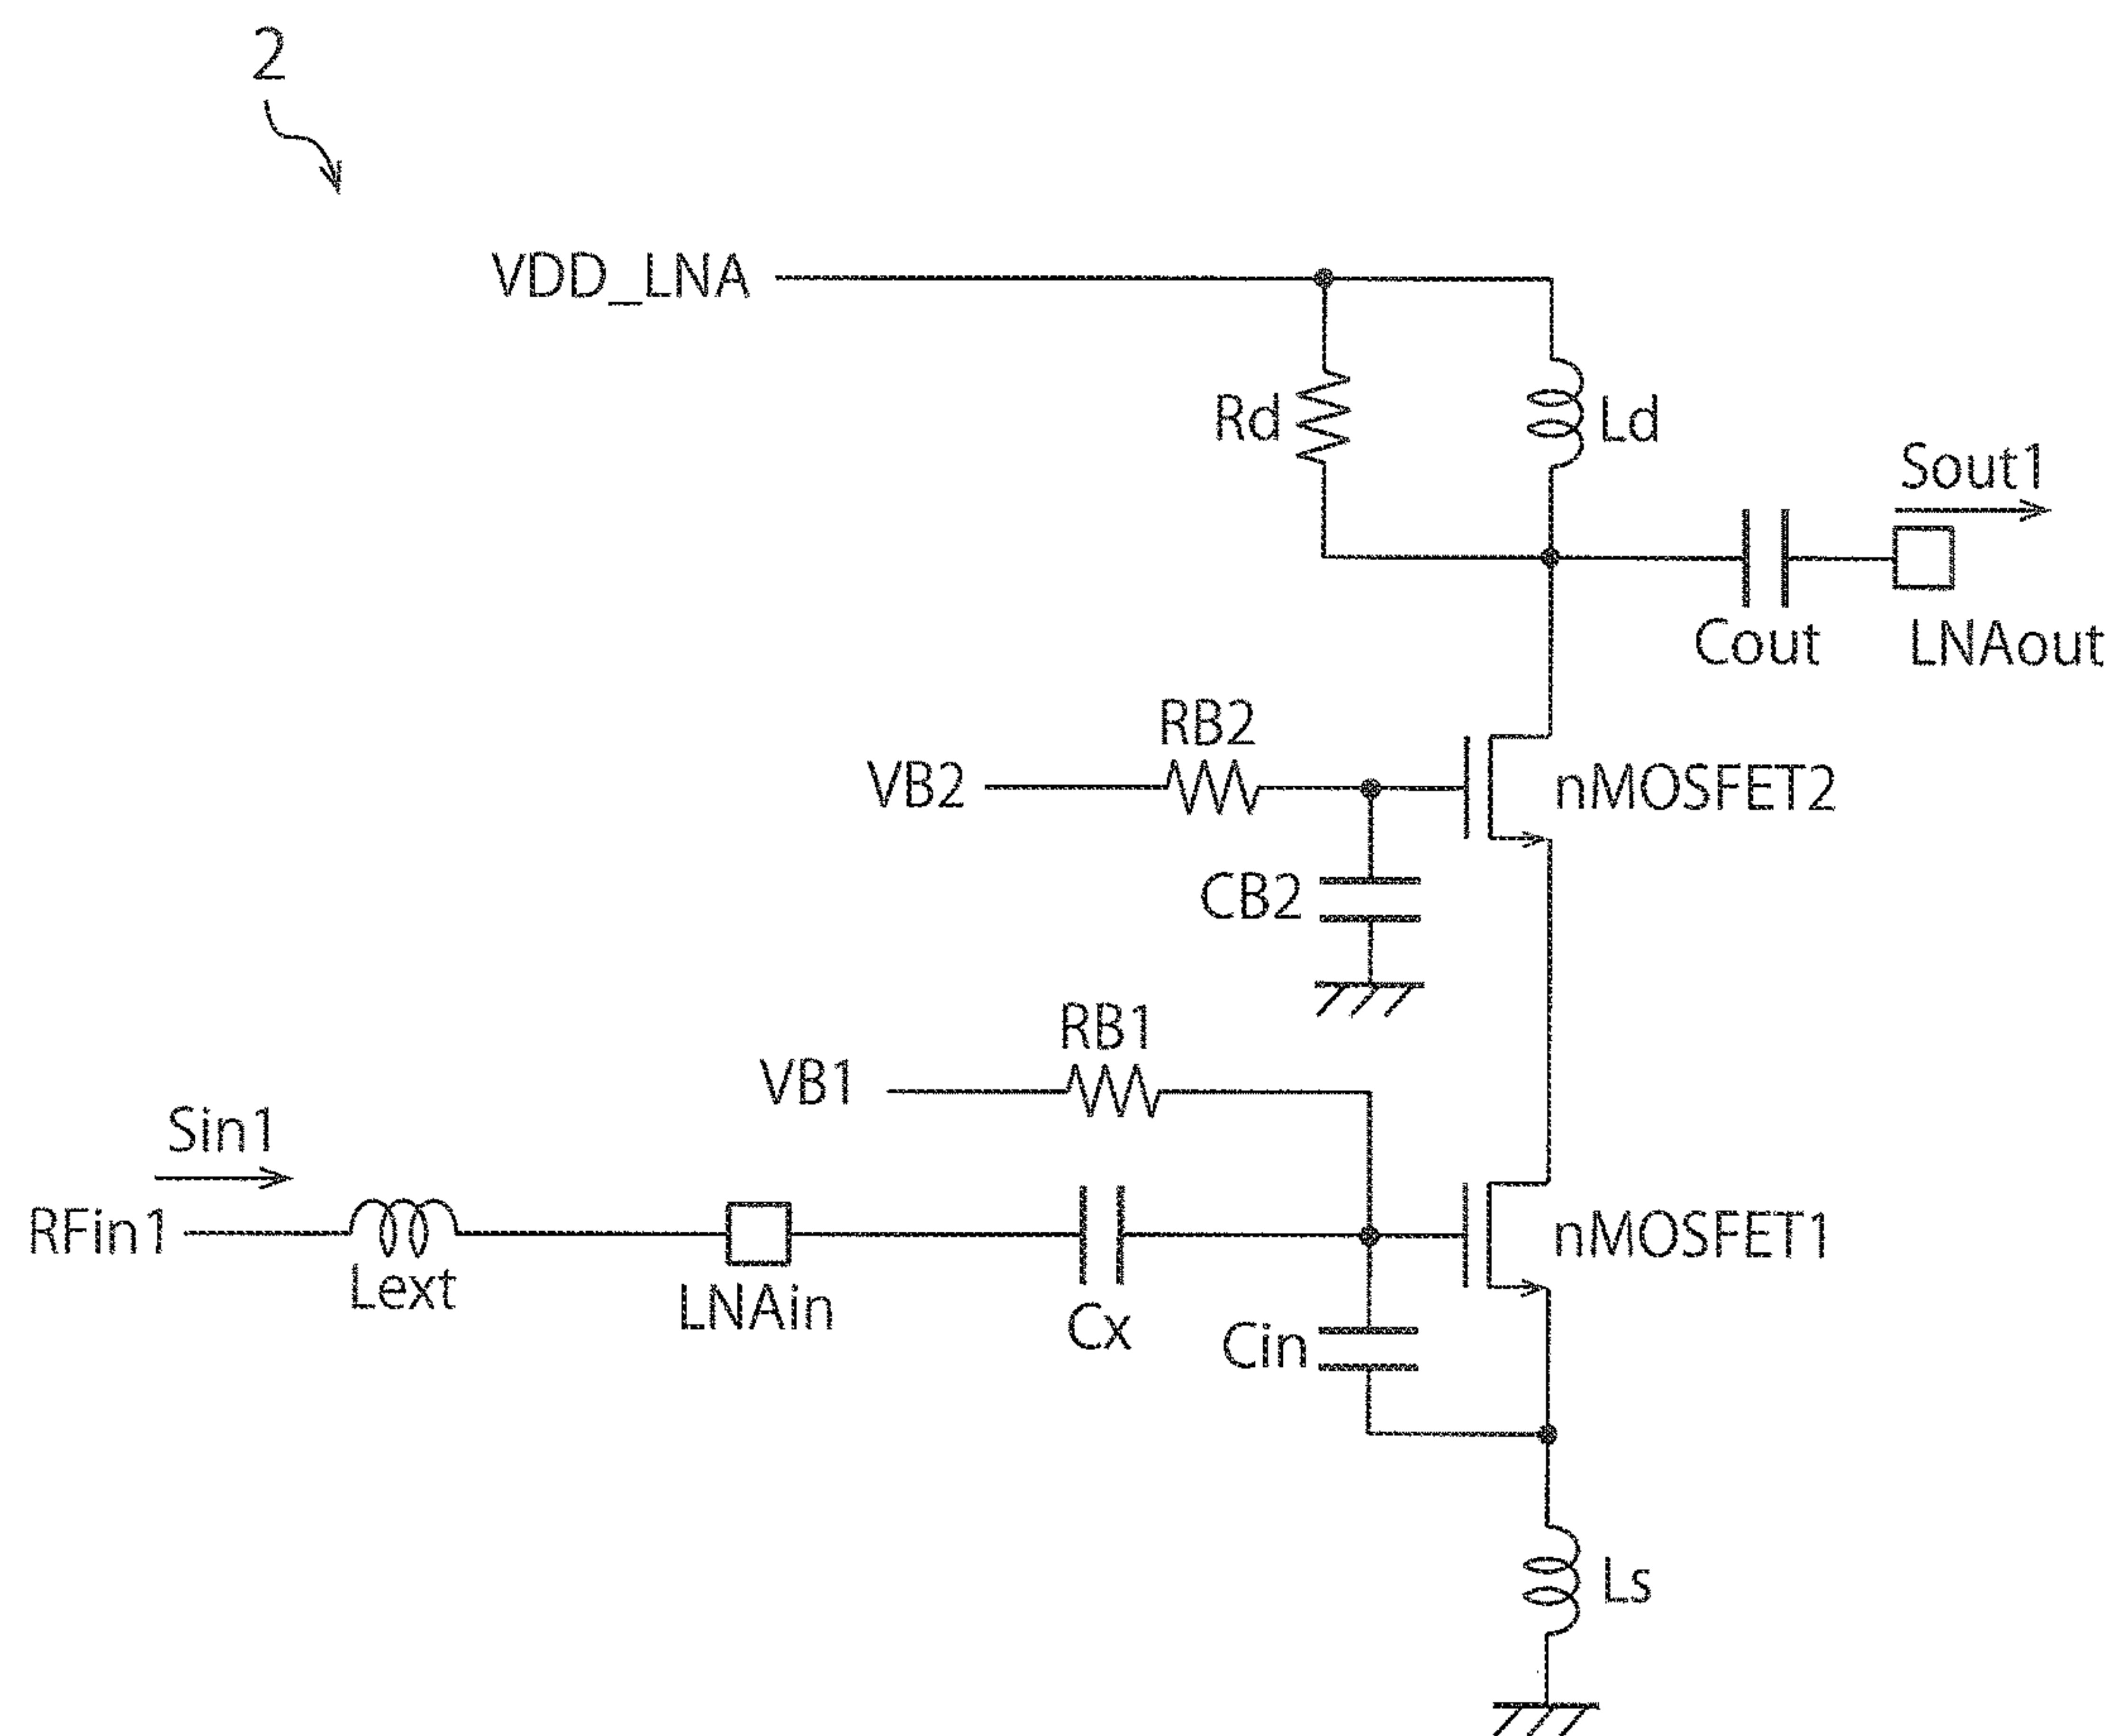 2
VDD_LNA
Rd
Ld
Sout1
Cout
LNAout
RB2
VB2
nMOSFET2
CB2
RB1
VB1
Sin1
RFin1
Lext
LNAin
Cx
Cin
nMOSFET1
Ls